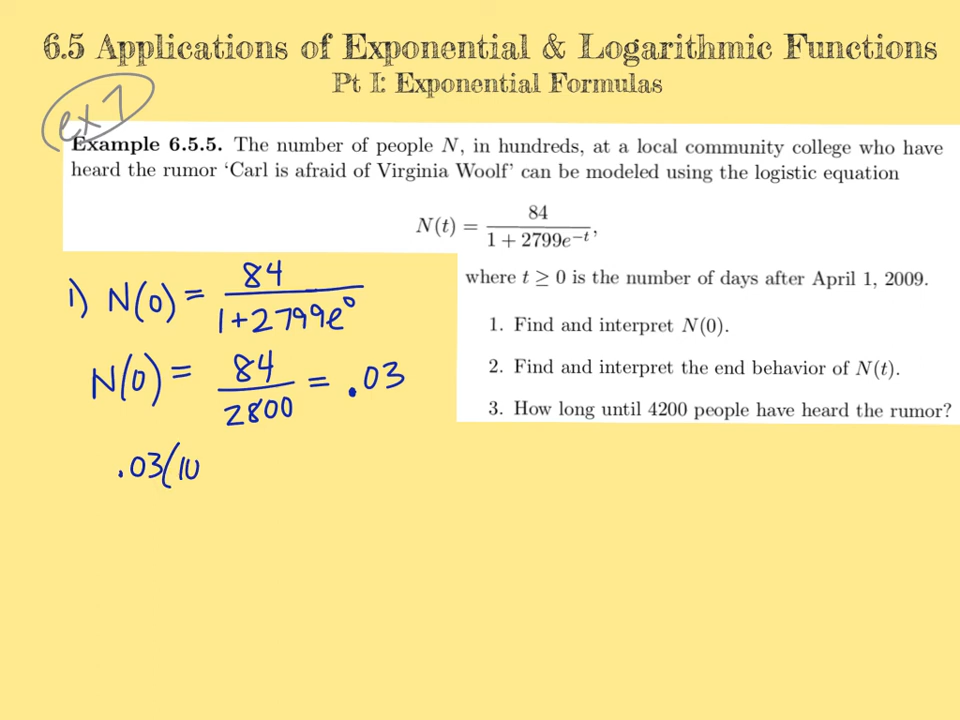 6.5 Applications of Exponential & Logarithmic Functions
Pt I: Exponential Formulas
ex 7
Example 6.5.5. The number of people N, in hundreds, at a local community college who have
heard the rumor ‘Carl is afraid of Virginia Woolf’ can be modeled using the logistic equation
N(t) = 84 / (1 + 2799e^{−t}),
where t ≥ 0 is the number of days after April 1, 2009.
1. Find and interpret N(0).
2. Find and interpret the end behavior of N(t).
3. How long until 4200 people have heard the rumor?
1) N(0) = 84 / (1+2799e^0)
N(0) = 84 / 2800 = .03
.03(10